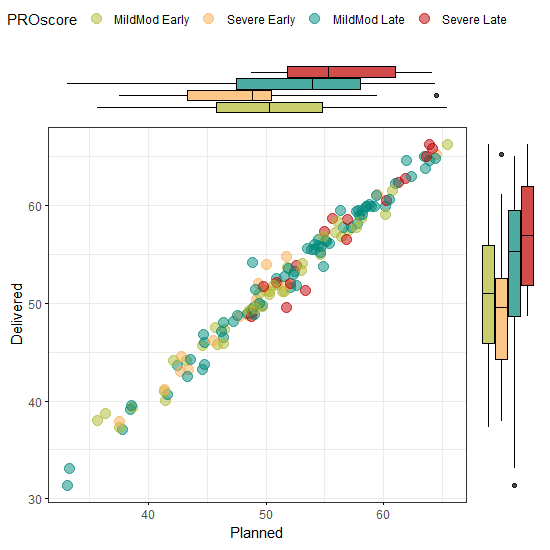 PROscore MildMod Early Severe Early MildMod Late Severe Late
60
50
40
30
Delivered
40 50 60
Planned